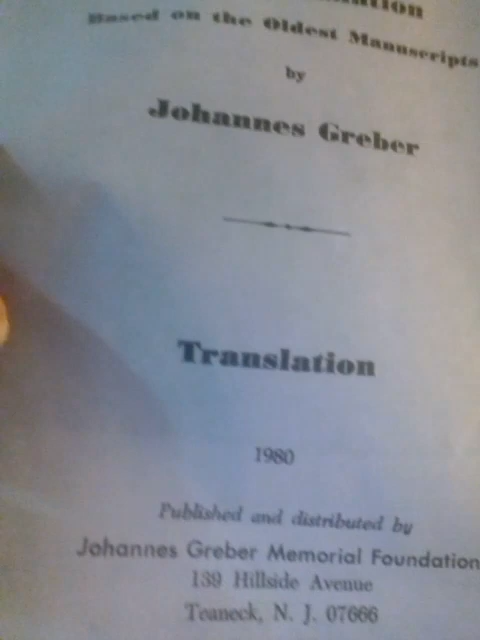 Based on the Oldest Manuscripts
by
Johannes Greber
Translation
1980
Published and distributed by
Johannes Greber Memorial Foundation
139 Hillside Avenue
Teaneck, N. J. 07666